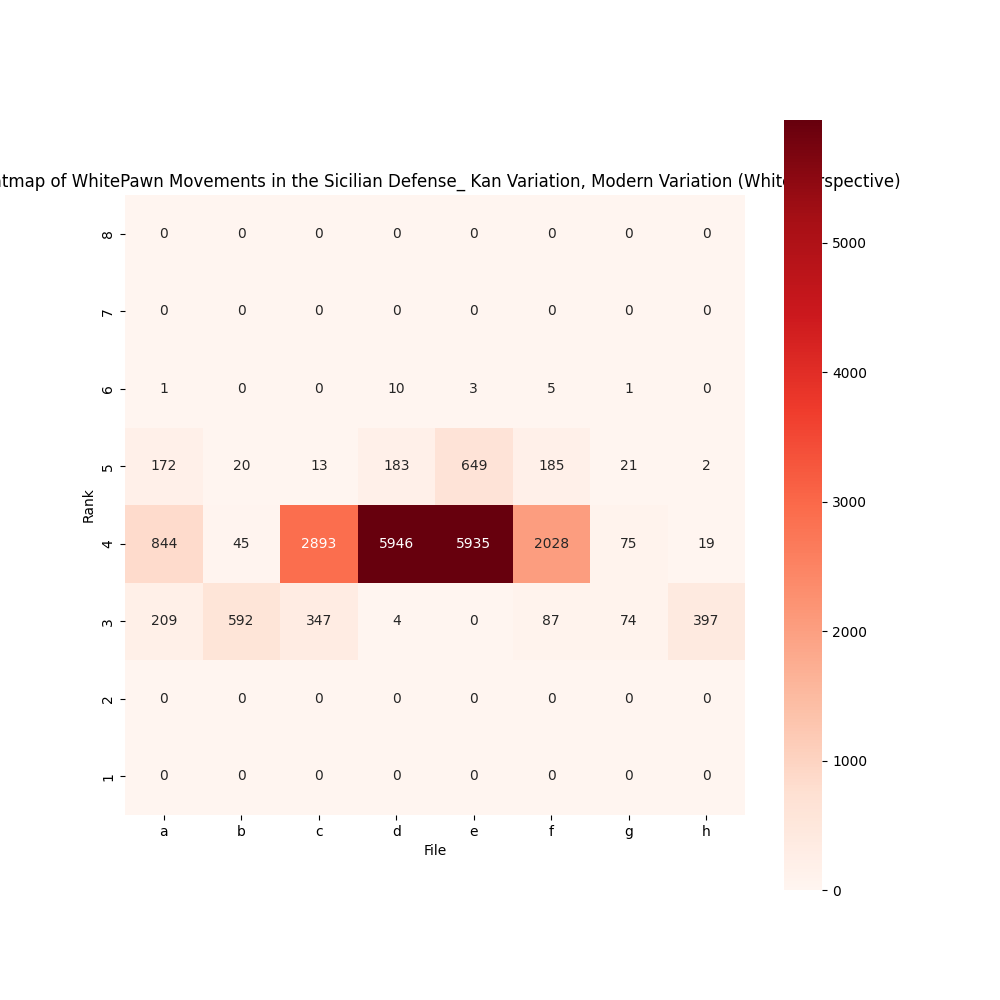 tmap of WhitePawn Movements in the Sicilian Defense_ Kan Variation, Modern Variation (White rspective)
8 0 0 0 0 0 0 0 0
7 0 0 0 0 0 0 0 0
6 1 0 0 10 3 5 1 0
5 172 20 13 183 649 185 21 2
4 844 45 2893 5946 5935 2028 75 19
3 209 592 347 4 0 87 74 397
2 0 0 0 0 0 0 0 0
1 0 0 0 0 0 0 0 0
Rank
a b c d e f g h
File
5000
4000
3000
2000
1000
0